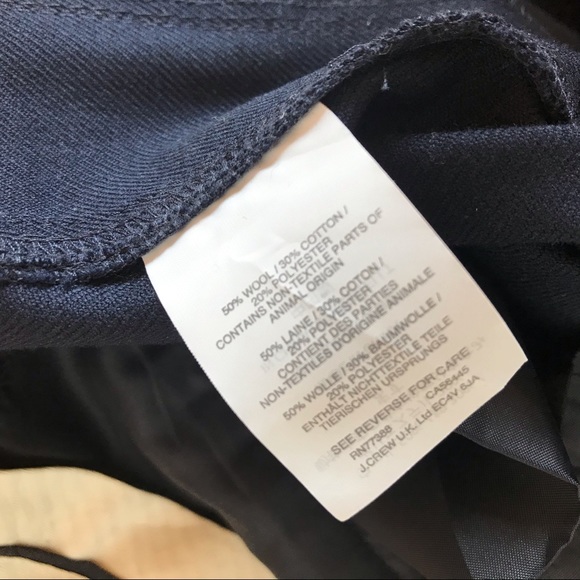 50% WOOL / 30% COTTON /
20% POLYESTER
CONTAINS NON-TEXTILE PARTS OF
ANIMAL ORIGIN
50% LAINE / 30% COTON /
20% POLYESTER
CONTIENT DES PARTIES
NON-TEXTILES D'ORIGINE ANIMALE
50% WOLLE / 30% BAUMWOLLE /
20% POLYESTER
ENTHÄLT NICHTTEXTILE TEILE
TIERISCHEN URSPRUNGS
SEE REVERSE FOR CARE
RN77388 CA56445
J.CREW U.K. Ltd EC4V 6JA